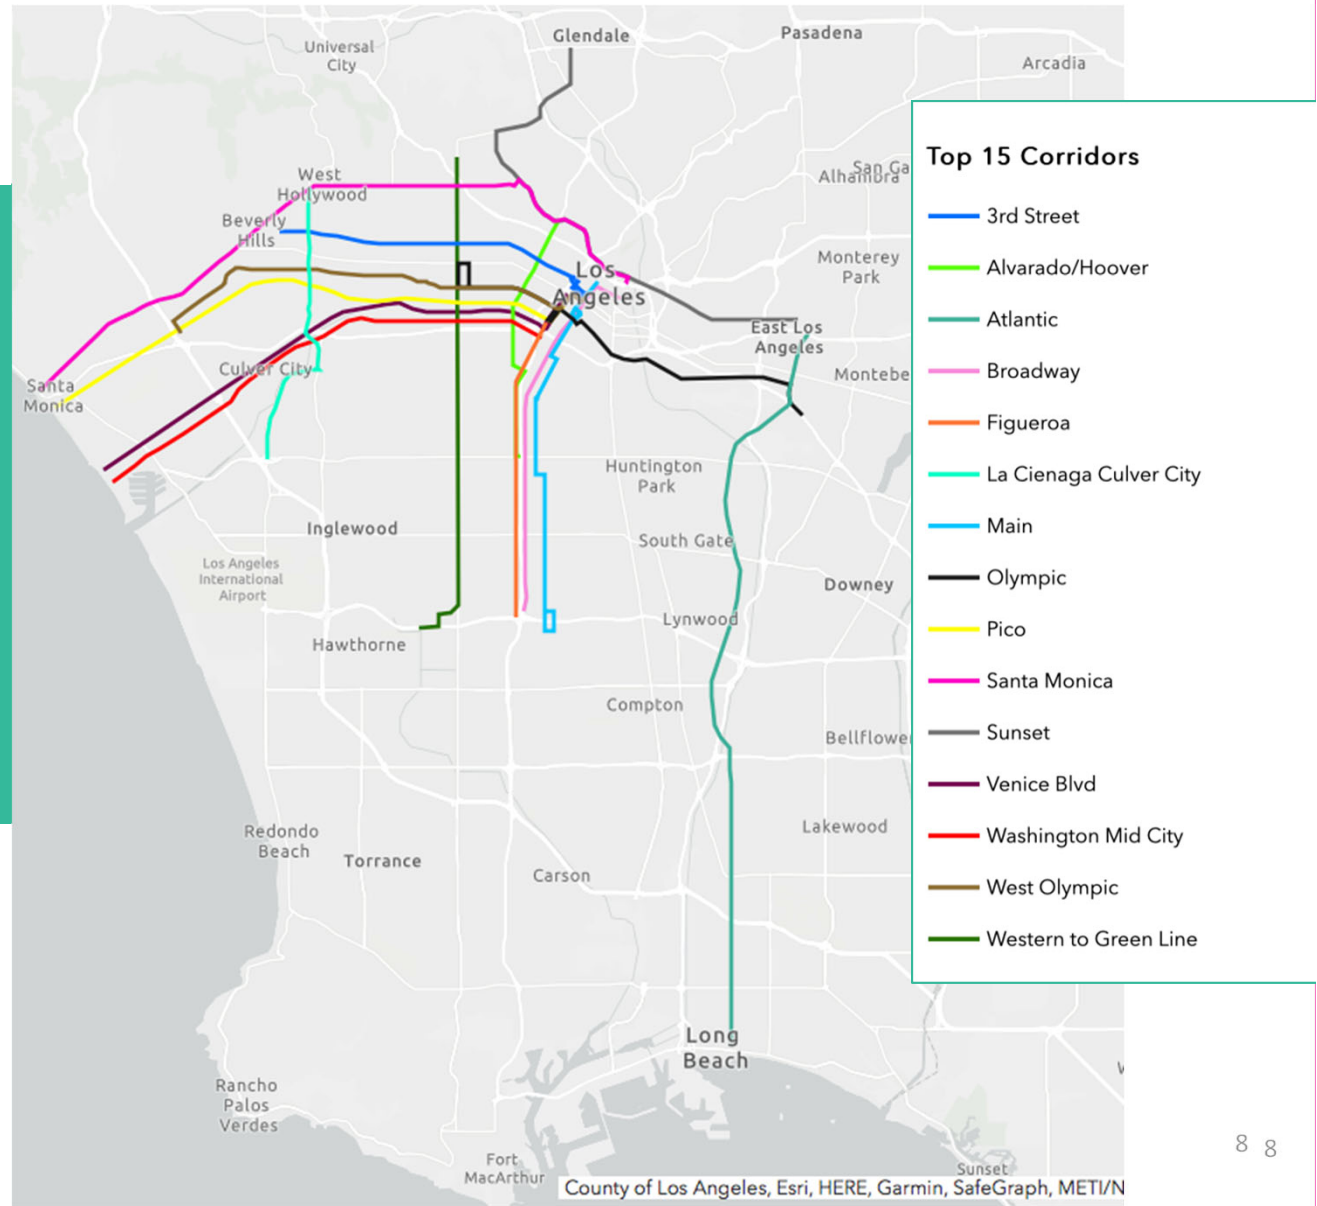 Glendale
Pasadena
Universal
City
Arcadia
Top 15 Corridors
San Ga
Alhambra
West
Hollywood
3rd Street
Beverly
Hills
Alvarado/Hoover
Monterey
Park
Los
Angeles
Atlantic
East Los
Angeles
Culver City
Montebe
Broadway
Santa
Monica
Figueroa
Huntington
Park
La Cienaga Culver City
Inglewood
Main
South Gate
Los Angeles
International
Airport
Downey
Olympic
Lynwood
Hawthorne
Pico
Santa Monica
Compton
Bellflower
Sunset
Venice Blvd
Redondo
Beach
Lakewood
Washington Mid City
Torrance
Carson
West Olympic
Western to Green Line
Long
Beach
Rancho
Palos
Verdes
8 8
Fort
MacArthur
Sunset
County of Los Angeles, Esri, HERE, Garmin, SafeGraph, METI/N